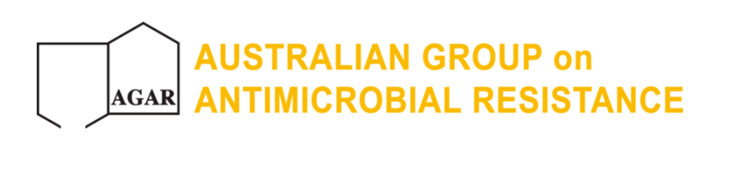 AGAR
AUSTRALIAN GROUP on
ANTIMICROBIAL RESISTANCE